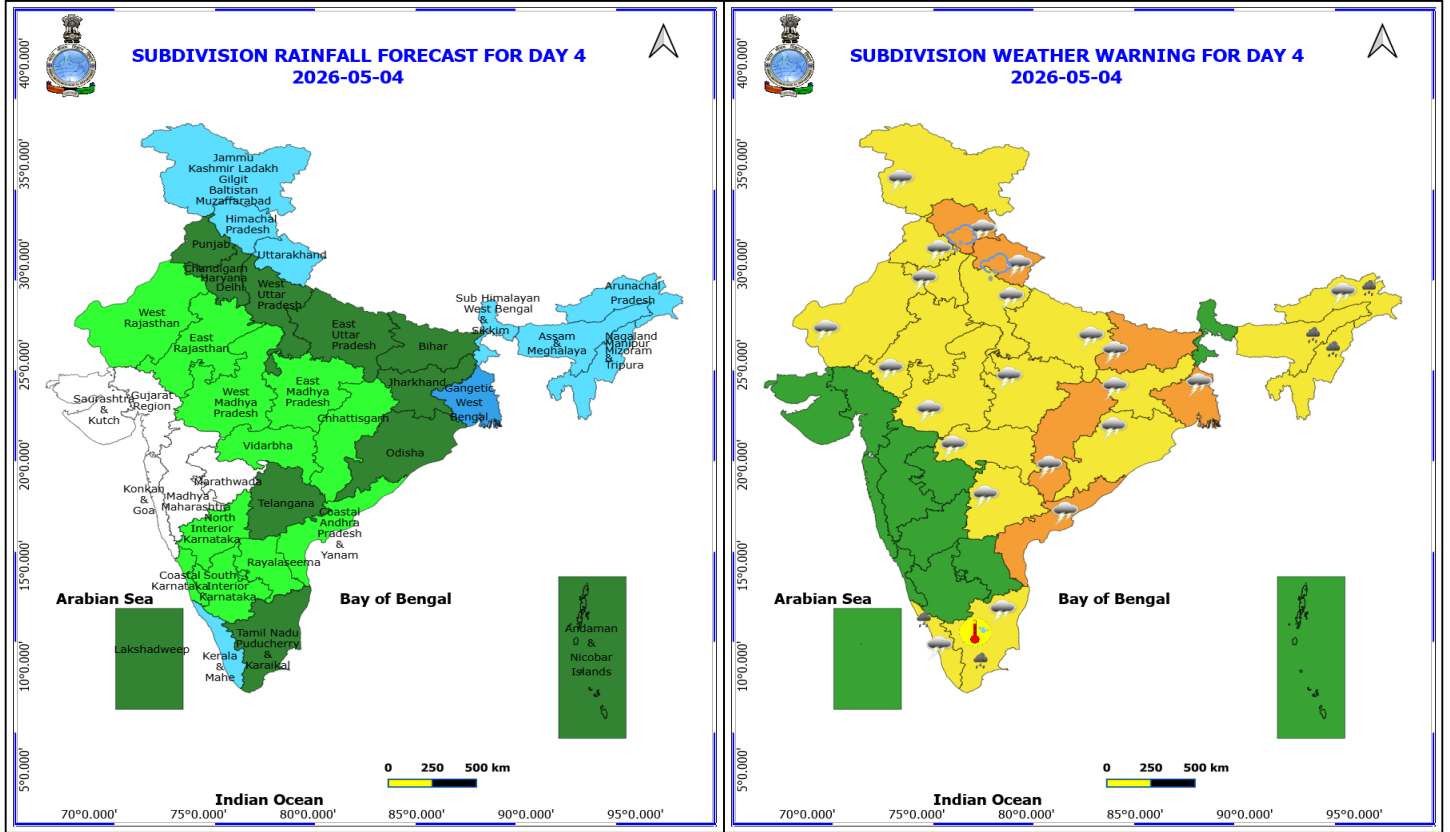 SUBDIVISION RAINFALL FORECAST FOR DAY 4
2026-05-04
40°0.000'
35°0.000'
30°0.000'
25°0.000'
20°0.000'
15°0.000'
10°0.000'
5°0.000'
Jammu
Kashmir Ladakh
Gilgit
Baltistan
Muzaffarabad
Himachal
Pradesh
Punjab
Uttarakhand
Chandigarh
Haryana
Delhi
West
Uttar
Pradesh
West
Rajasthan
East
Rajasthan
East
Uttar
Pradesh
Bihar
Sub Himalayan
West Bengal
&
Sikkim
Arunachal
Pradesh
Assam
&
Meghalaya
Nagaland
Manipur
Mizoram
&
Tripura
Jharkhand
Gangetic
West
Bengal
Saurashtra
&
Kutch
Gujarat
Region
West
Madhya
Pradesh
East
Madhya
Pradesh
Chhattisgarh
Vidarbha
Odisha
Konkan
&
Goa
Madhya
Maharashtra
Marathwada
Telangana
North
Interior
Karnataka
Coastal
Andhra
Pradesh
&
Yanam
Rayalaseema
Coastal
Karnataka
South
Interior
Karnataka
Arabian Sea
Bay of Bengal
Lakshadweep
Kerala
&
Mahe
Tamil Nadu
Puducherry
&
Karaikal
Andaman
&
Nicobar
Islands
0 250 500 km
Indian Ocean
70°0.000' 75°0.000' 80°0.000' 85°0.000' 90°0.000' 95°0.000'
SUBDIVISION WEATHER WARNING FOR DAY 4
2026-05-04
40°0.000'
35°0.000'
30°0.000'
25°0.000'
20°0.000'
15°0.000'
10°0.000'
5°0.000'
Arabian Sea
Bay of Bengal
0 250 500 km
Indian Ocean
70°0.000' 75°0.000' 80°0.000' 85°0.000' 90°0.000' 95°0.000'